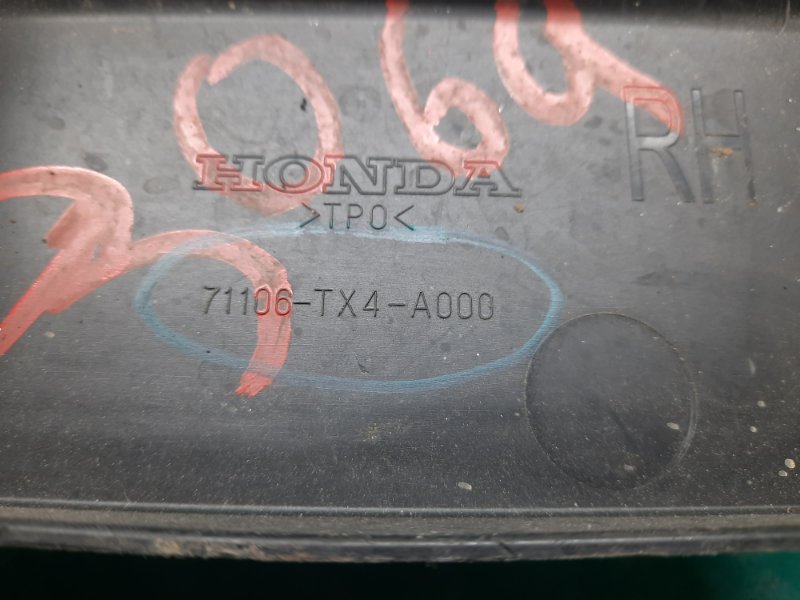 RH
HONDA
>TPO<
71106-TX4-A000